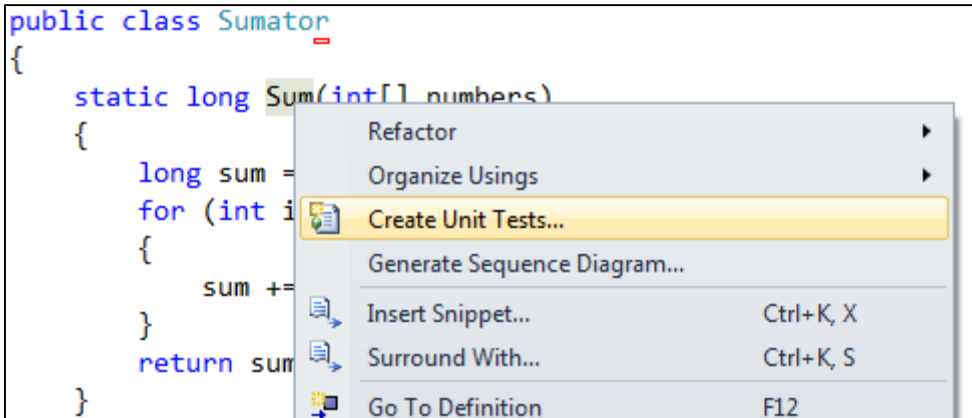 public class Sumator
{
static long Sum(int[] numbers)
{
long sum =
for (int i
{
sum +=
}
return sum
}
Refactor
Organize Usings
Create Unit Tests...
Generate Sequence Diagram...
Insert Snippet... Ctrl+K, X
Surround With... Ctrl+K, S
Go To Definition F12